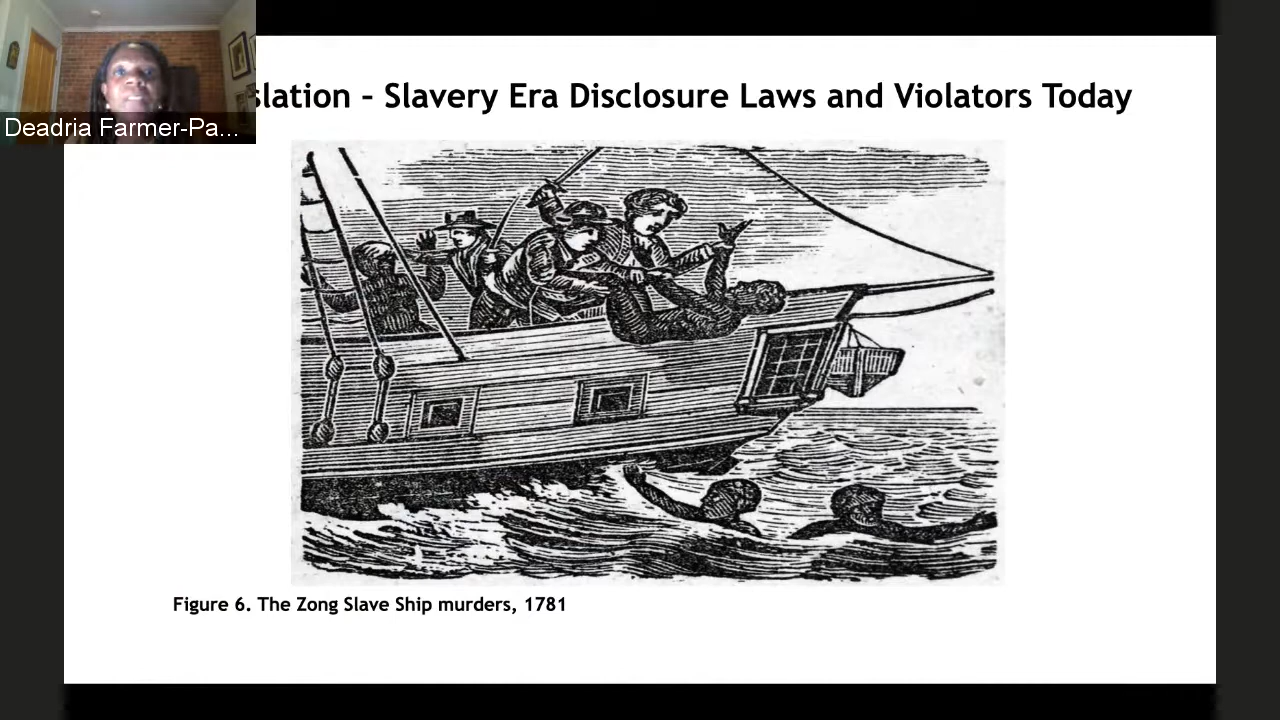 slation - Slavery Era Disclosure Laws and Violators Today
Deadria Farmer-Pa...
Figure 6. The Zong Slave Ship murders, 1781